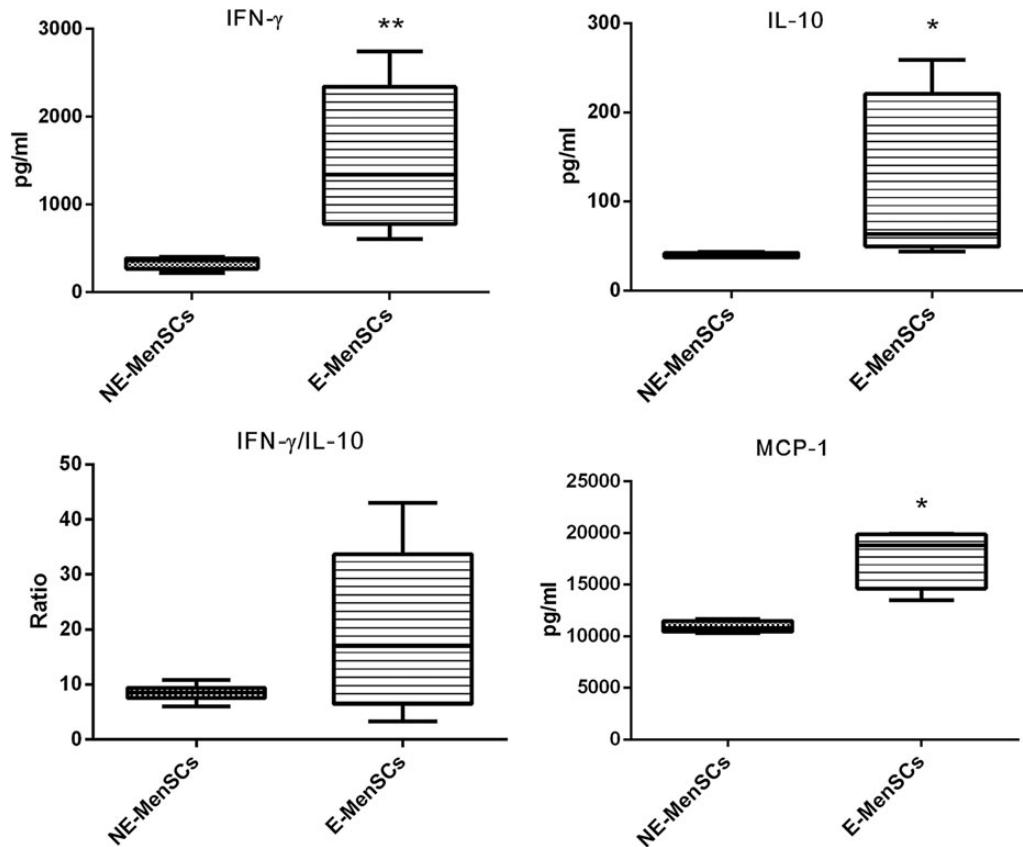 IFN-γ
**
3000
2000
1000
0
pg/ml
NE-MenSCs
E-MenSCs
IL-10
*
300
200
100
0
pg/ml
NE-MenSCs
E-MenSCs
IFN-γ/IL-10
50
40
30
20
10
0
Ratio
NE-MenSCs
E-MenSCs
MCP-1
*
25000
20000
15000
10000
5000
0
pg/ml
NE-MenSCs
E-MenSCs